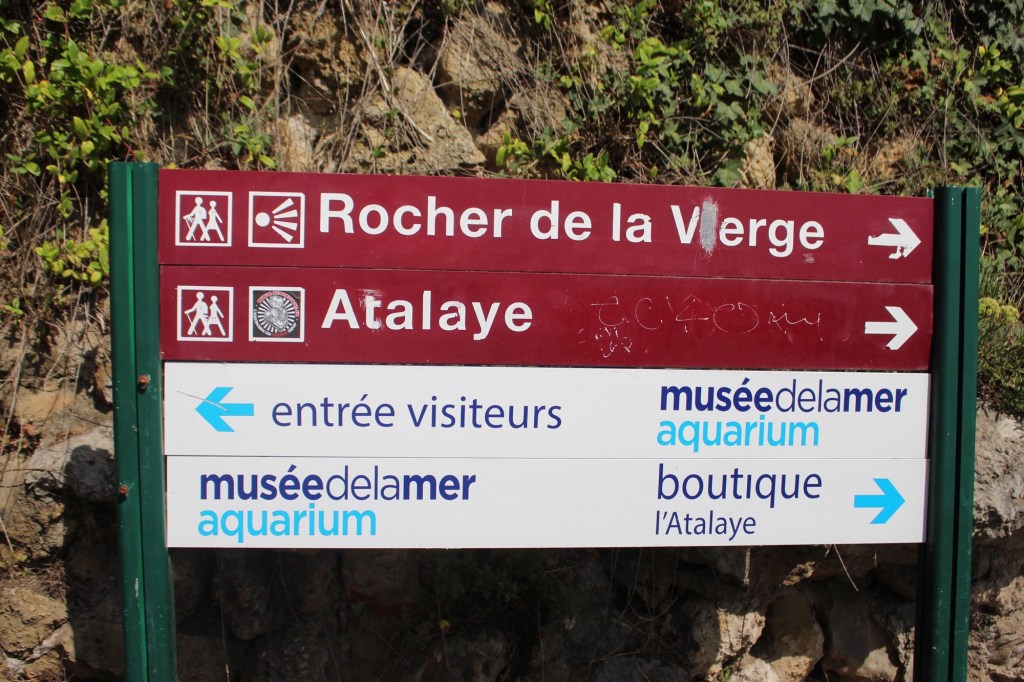 Rocher de la Vierge
Atalaye
entrée visiteurs
muséedelamer
aquarium
muséedelamer
aquarium
boutique
l'Atalaye